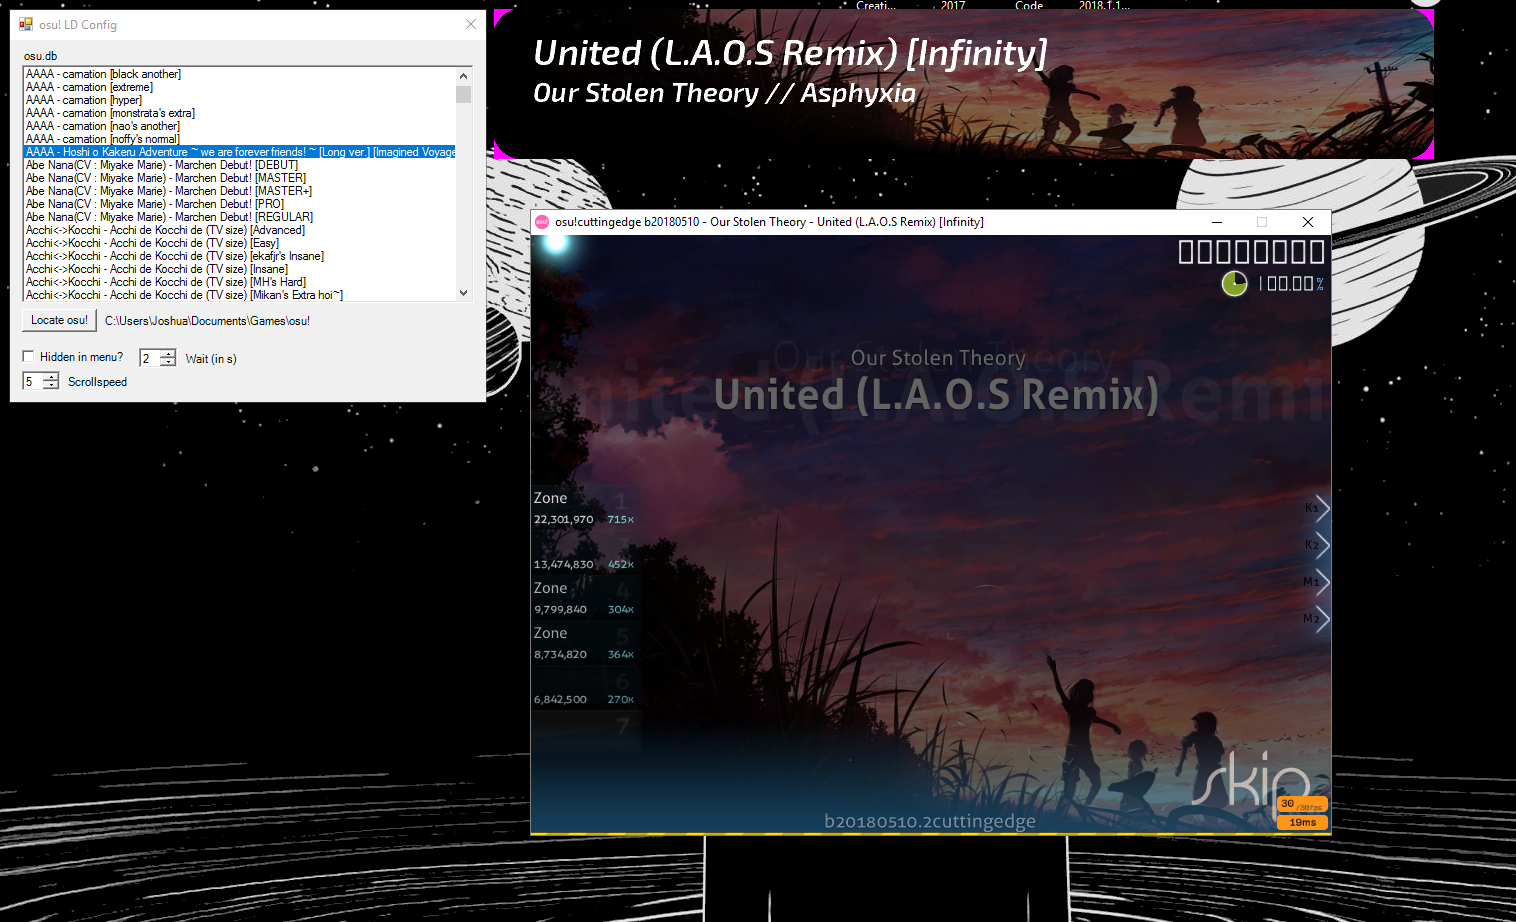 Creati...
2017
Code
2018.1.1...
osu! LD Config
osu.db
AAAA - carnation [black another]
AAAA - carnation [extreme]
AAAA - carnation [hyper]
AAAA - carnation [monstrata's extra]
AAAA - carnation [nao's another]
AAAA - carnation [noffy's normal]
AAAA - Hoshi o Kakeru Adventure ~ we are forever friends! ~ [Long ver.] [Imagined Voyage
Abe Nana(CV : Miyake Marie) - Marchen Debut! [DEBUT]
Abe Nana(CV : Miyake Marie) - Marchen Debut! [MASTER]
Abe Nana(CV : Miyake Marie) - Marchen Debut! [MASTER+]
Abe Nana(CV : Miyake Marie) - Marchen Debut! [PRO]
Abe Nana(CV : Miyake Marie) - Marchen Debut! [REGULAR]
Acchi<->Kocchi - Acchi de Kocchi de (TV size) [Advanced]
Acchi<->Kocchi - Acchi de Kocchi de (TV size) [Easy]
Acchi<->Kocchi - Acchi de Kocchi de (TV size) [ekafjr's Insane]
Acchi<->Kocchi - Acchi de Kocchi de (TV size) [Insane]
Acchi<->Kocchi - Acchi de Kocchi de (TV size) [MH's Hard]
Acchi<->Kocchi - Acchi de Kocchi de (TV size) [Mikan's Extra hoi~]
Locate osu! C:\Users\Joshua\Documents\Games\osu!
Hidden in menu? 2 Wait (in s)
5 Scrollspeed
United (L.A.O.S Remix) [Infinity]
Our Stolen Theory // Asphyxia
osu!cuttingedge b20180510 - Our Stolen Theory - United (L.A.O.S Remix) [Infinity]
00000000
100.00%
Our Stolen Theory
United (L.A.O.S Remix)
Zone 1
22,301,970 715x
13,474,830 452x
Zone 4
9,799,840 304x
Zone 5
8,734,820 364x
6
6,842,500 270x
7
K1
K2
M1
M2
skip
30 /30fps
19ms
b20180510.2cuttingedge